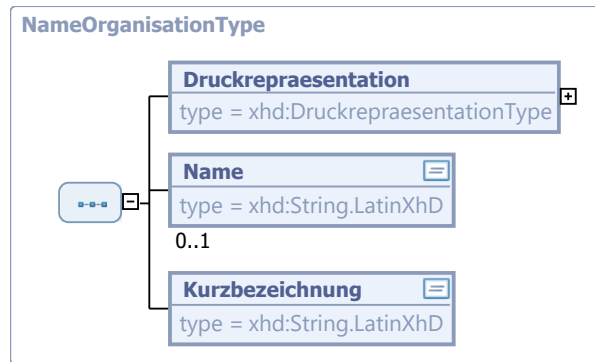 NameOrganisationType
Druckrepraesentation
type = xhd:DruckrepraesentationType
Name
type = xhd:String.LatinXhD
0..1
Kurzbezeichnung
type = xhd:String.LatinXhD